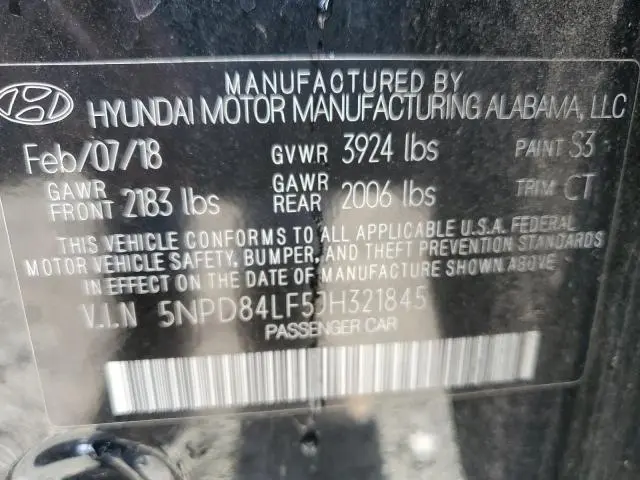 MANUFACTURED BY
HYUNDAI MOTOR MANUFACTURING ALABAMA, LLC
Feb/07/18 GVWR 3924 lbs PAINT S3
GAWR FRONT 2183 lbs GAWR REAR 2006 lbs TRIM CT
THIS VEHICLE CONFORMS TO ALL APPLICABLE U.S.A. FEDERAL
MOTOR VEHICLE SAFETY, BUMPER, AND THEFT PREVENTION STANDARDS
IN EFFECT ON THE DATE OF MANUFACTURE SHOWN ABOVE
V.I.N 5NPD84LF5JH321845
PASSENGER CAR